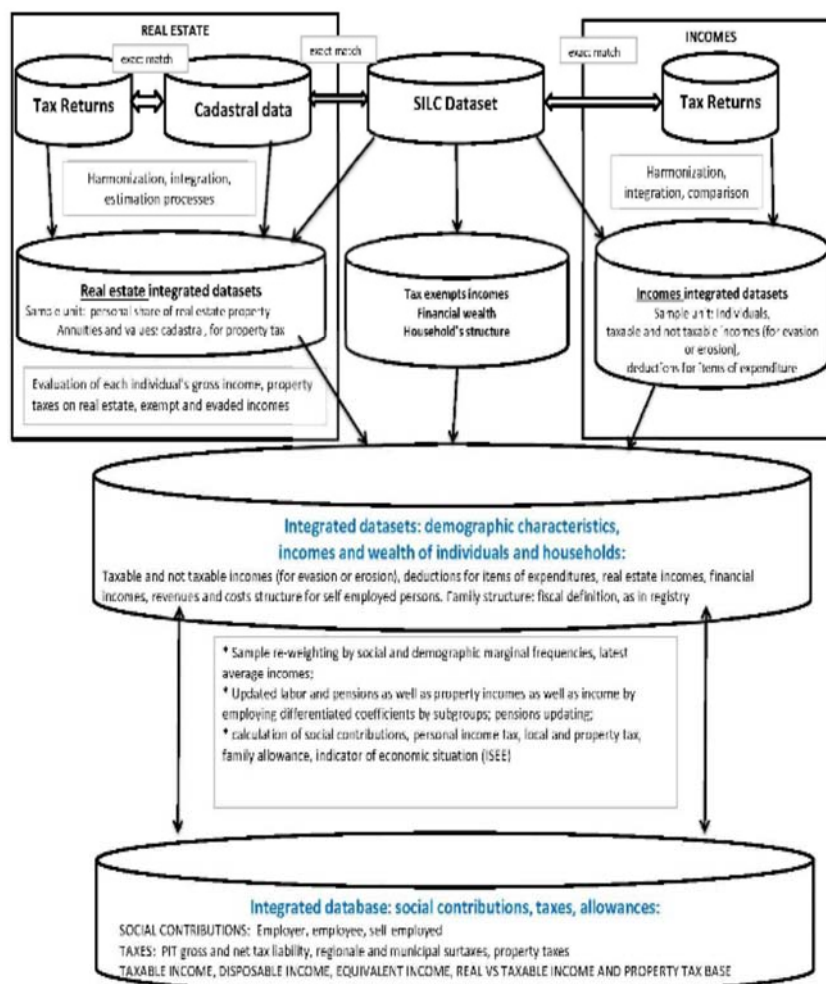 REAL ESTATE
INCOMES
exact match
exact match
exact match
Tax Returns
Cadastral data
SILC Dataset
Tax Returns
Harmonization, integration,
estimation processes
Harmonization,
integration, comparison
Real estate integrated datasets
Sample unit: personal share of real estate property
Annuities and values: cadastral, for property tax
Tax exempts incomes
Financial wealth
Household's structure
Incomes integrated datasets
Sample unit: individuals,
taxable and not taxable incomes (for evasion
or erosion),
deductions for items of expenditure
Evaluation of each individual's gross income, property
taxes on real estate, exempt and evaded incomes
Integrated datasets: demographic characteristics,
incomes and wealth of individuals and households:
Taxable and not taxable incomes (for evasion or erosion), deductions for items of expenditures, real estate incomes, financial
incomes, revenues and costs structure for self employed persons. Family structure: fiscal definition, as in registry
* Sample re-weighting by social and demographic marginal frequencies, latest
average incomes;
* Updated labor and pensions as well as property incomes as well as income by
employing differentiated coefficients by subgroups; pensions updating;
* calculation of social contributions, personal income tax, local and property tax,
family allowance, indicator of economic situation (ISEE)
Integrated database: social contributions, taxes, allowances:
SOCIAL CONTRIBUTIONS: Employer, employee, self employed
TAXES: PIT gross and net tax liability, regionale and municipal surtaxes, property taxes
TAXABLE INCOME, DISPOSABLE INCOME, EQUIVALENT INCOME, REAL VS TAXABLE INCOME AND PROPERTY TAX BASE